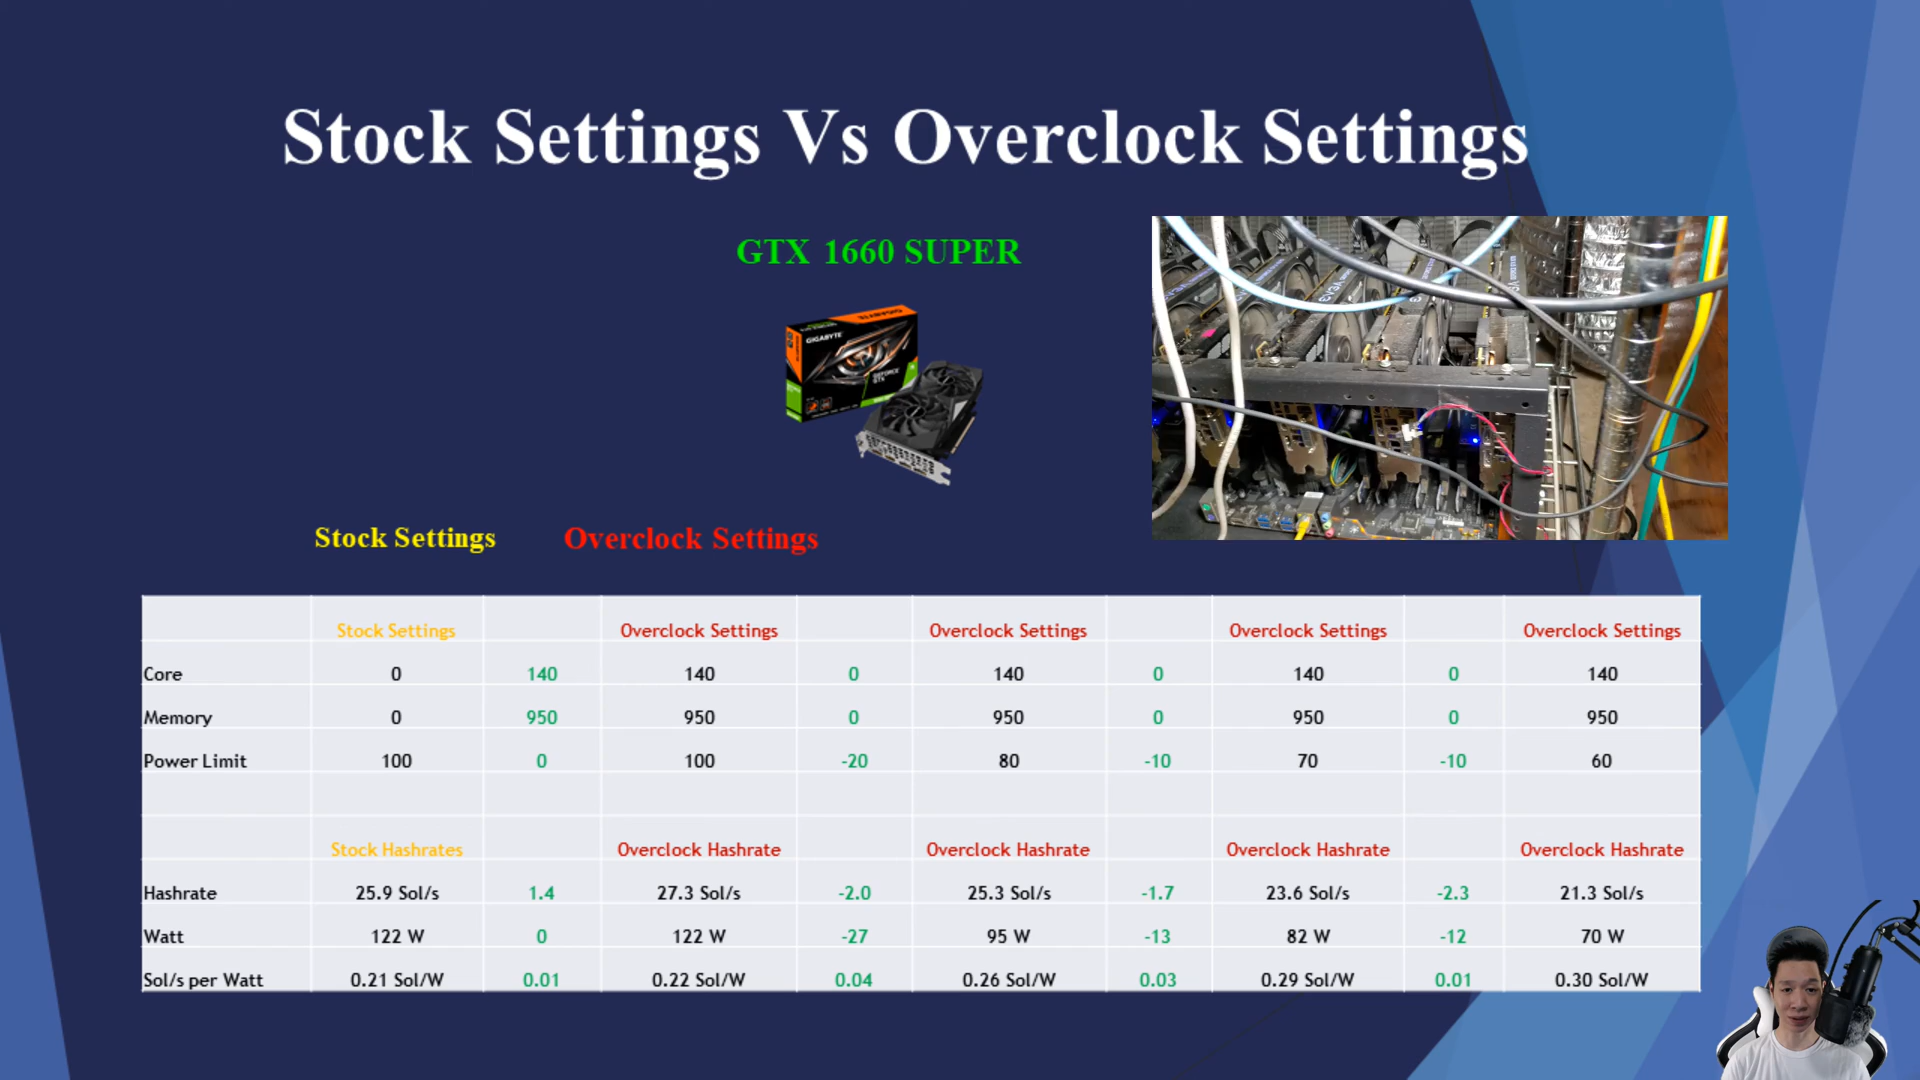 Stock Settings Vs Overclock Settings
GTX 1660 SUPER
GIGABYTE
GEFORCE
GTX
EVGA
Stock Settings Overclock Settings
Stock Settings Overclock Settings Overclock Settings Overclock Settings Overclock Settings
Core 0 140 140 0 140 0 140 0 140
Memory 0 950 950 0 950 0 950 0 950
Power Limit 100 0 100 -20 80 -10 70 -10 60
Stock Hashrates Overclock Hashrate Overclock Hashrate Overclock Hashrate Overclock Hashrate
Hashrate 25.9 Sol/s 1.4 27.3 Sol/s -2.0 25.3 Sol/s -1.7 23.6 Sol/s -2.3 21.3 Sol/s
Watt 122 W 0 122 W -27 95 W -13 82 W -12 70 W
Sol/s per Watt 0.21 Sol/W 0.01 0.22 Sol/W 0.04 0.26 Sol/W 0.03 0.29 Sol/W 0.01 0.30 Sol/W